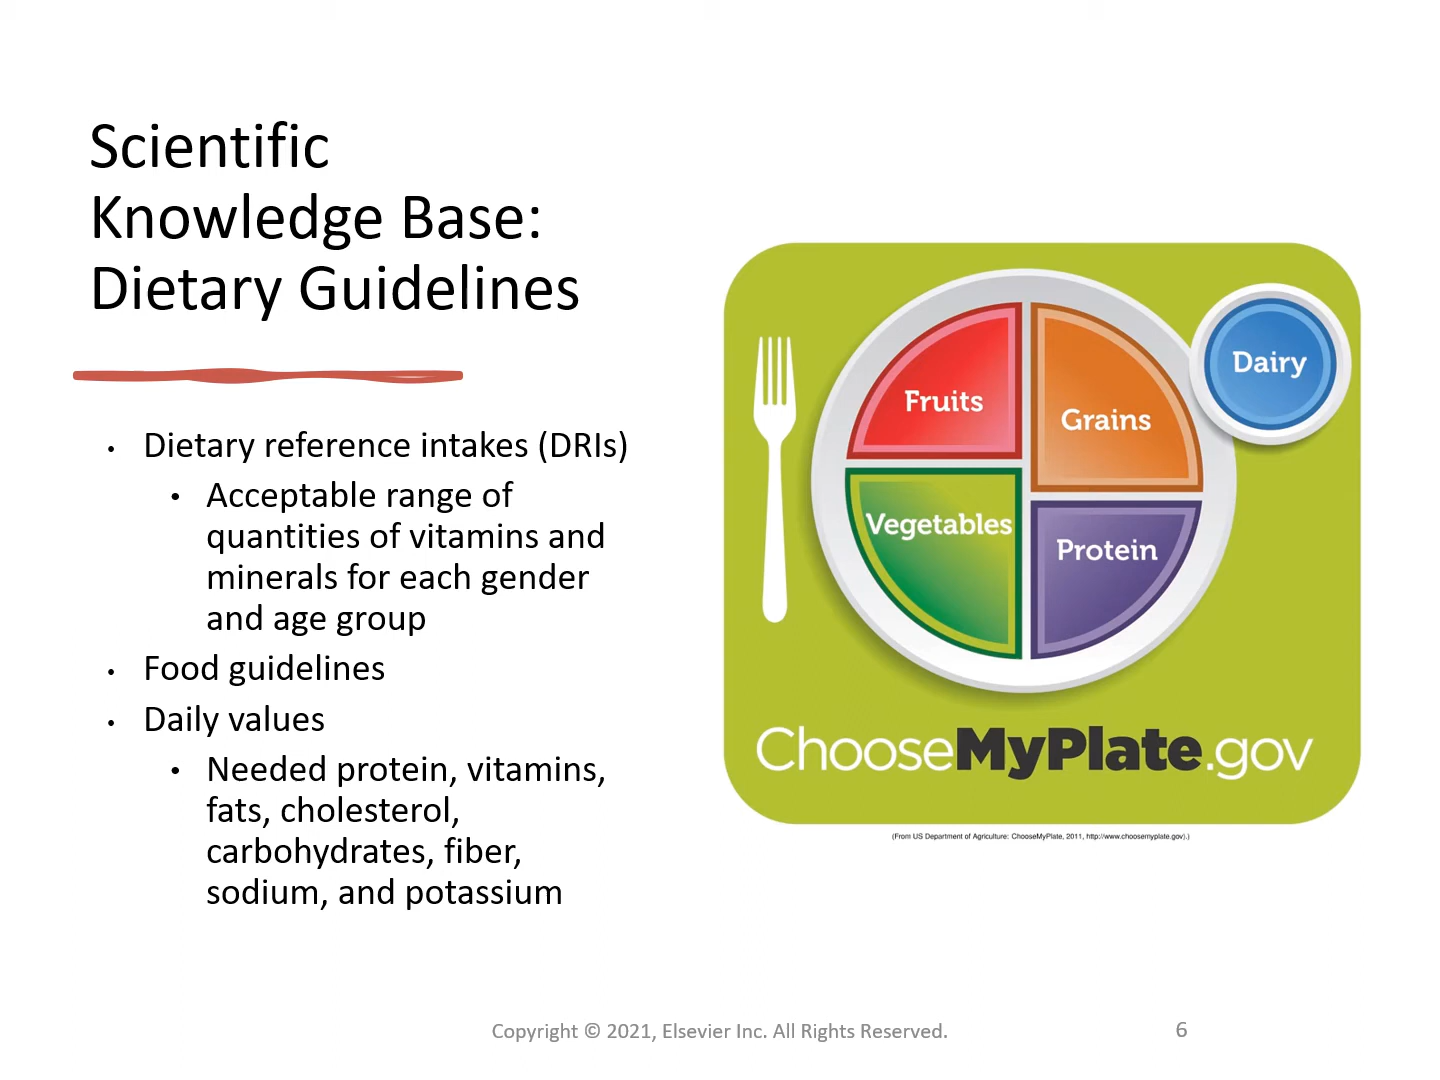 Scientific
Knowledge Base:
Dietary Guidelines
• Dietary reference intakes (DRIs)
• Acceptable range of
quantities of vitamins and
minerals for each gender
and age group
• Food guidelines
• Daily values
• Needed protein, vitamins,
fats, cholesterol,
carbohydrates, fiber,
sodium, and potassium
Fruits
Grains
Dairy
Vegetables
Protein
ChooseMyPlate.gov
(From US Department of Agriculture: ChooseMyPlate, 2011, http://www.choosemyplate.gov).)
Copyright © 2021, Elsevier Inc. All Rights Reserved.
6